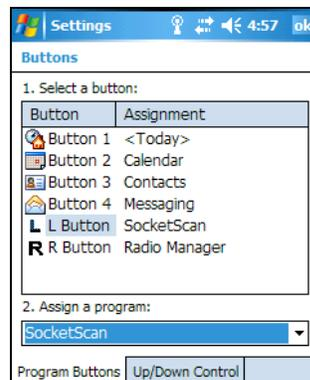 Settings 4:57 ok
Buttons
1. Select a button:
Button Assignment
Button 1 <Today>
Button 2 Calendar
Button 3 Contacts
Button 4 Messaging
L L Button SocketScan
R R Button Radio Manager
2. Assign a program:
SocketScan
Program Buttons Up/Down Control